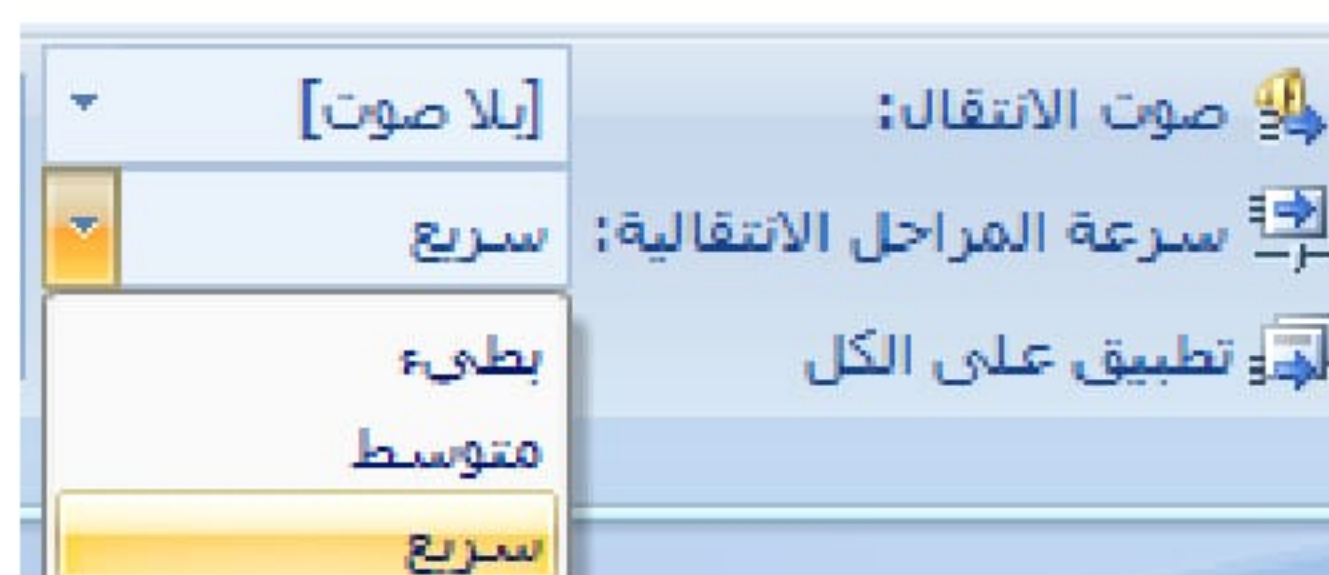 صوت الانتقال: [بلا صوت]
سرعة المراحل الانتقالية: سريع
تطبيق على الكل
بطيء
متوسط
سريع